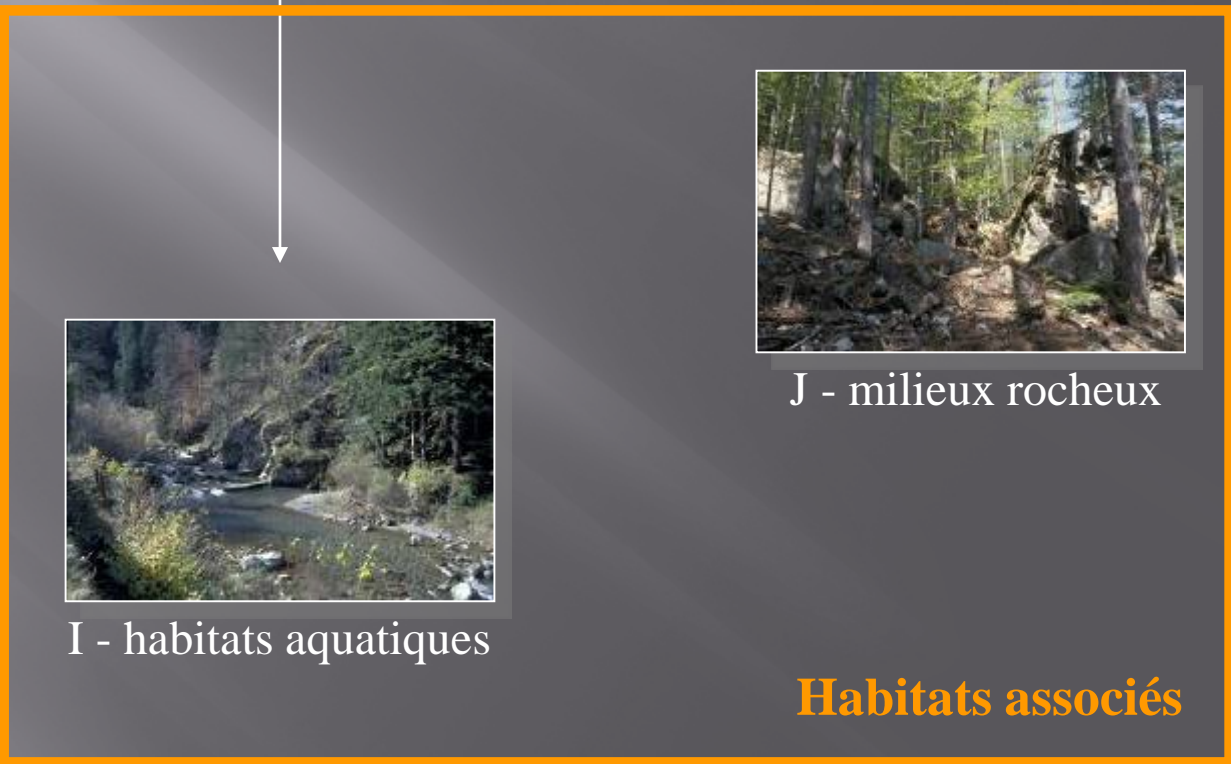 J - milieux rocheux
I - habitats aquatiques
Habitats associés